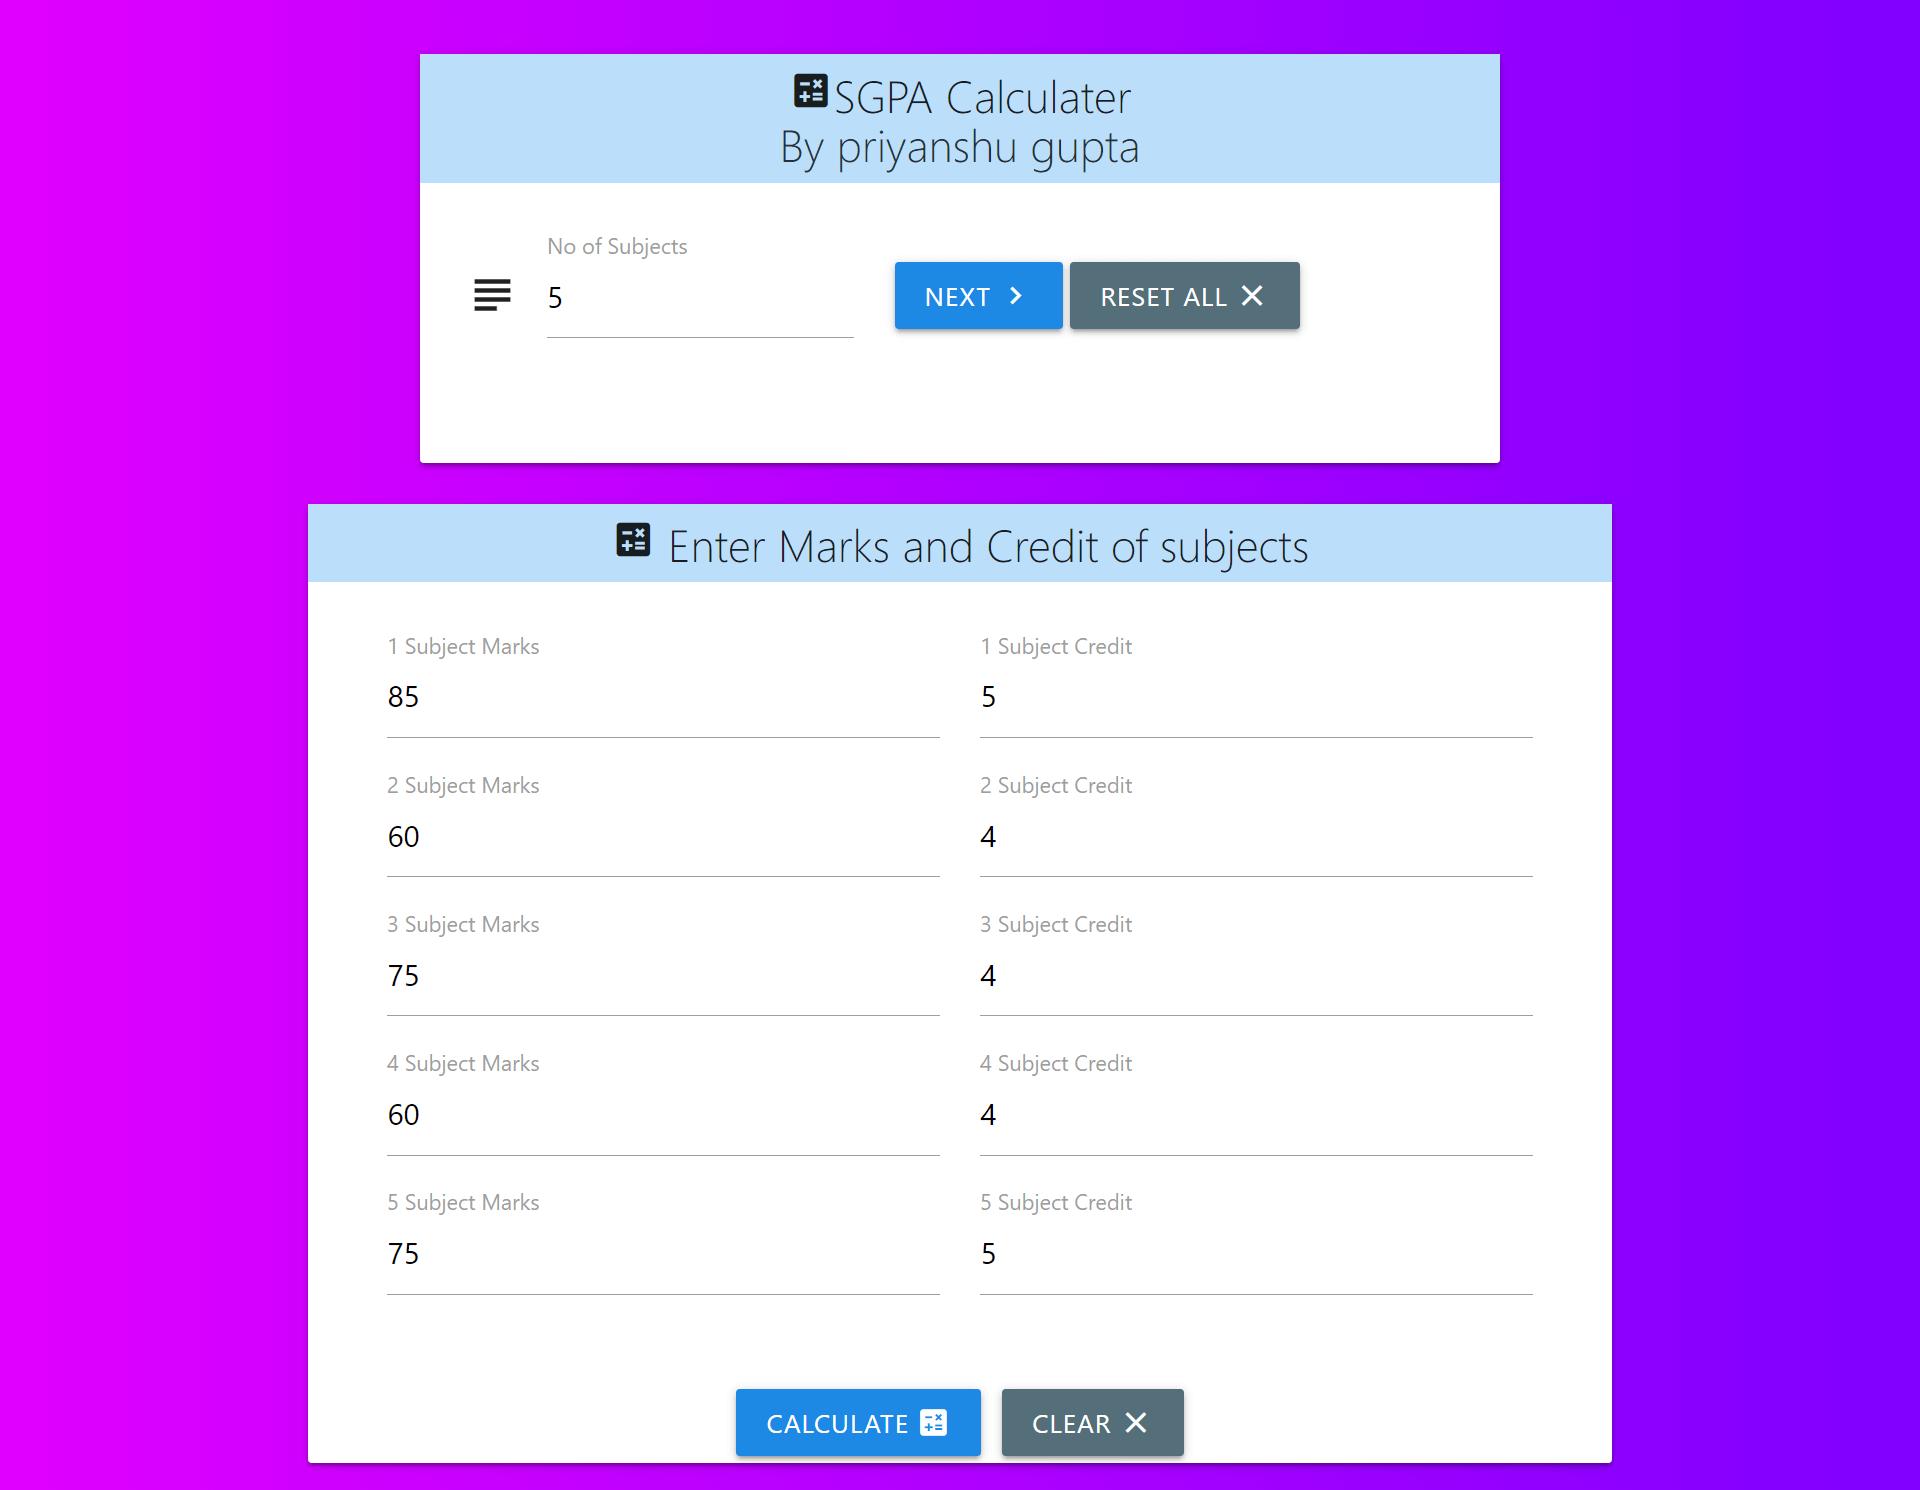 SGPA Calculater
By priyanshu gupta
No of Subjects
5
NEXT
RESET ALL
Enter Marks and Credit of subjects
1 Subject Marks
1 Subject Credit
85
5
2 Subject Marks
2 Subject Credit
60
4
3 Subject Marks
3 Subject Credit
75
4
4 Subject Marks
4 Subject Credit
60
4
5 Subject Marks
5 Subject Credit
75
5
CALCULATE
CLEAR